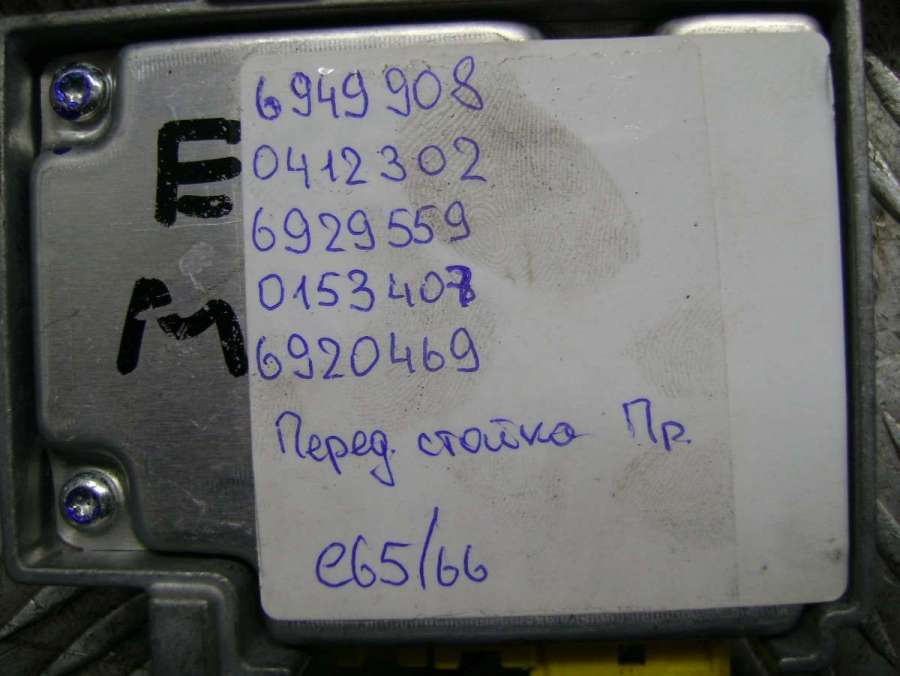 6949908
0412302
6929559
0153407
6920469
Перед. стойка Пр.
e65/66
E
M